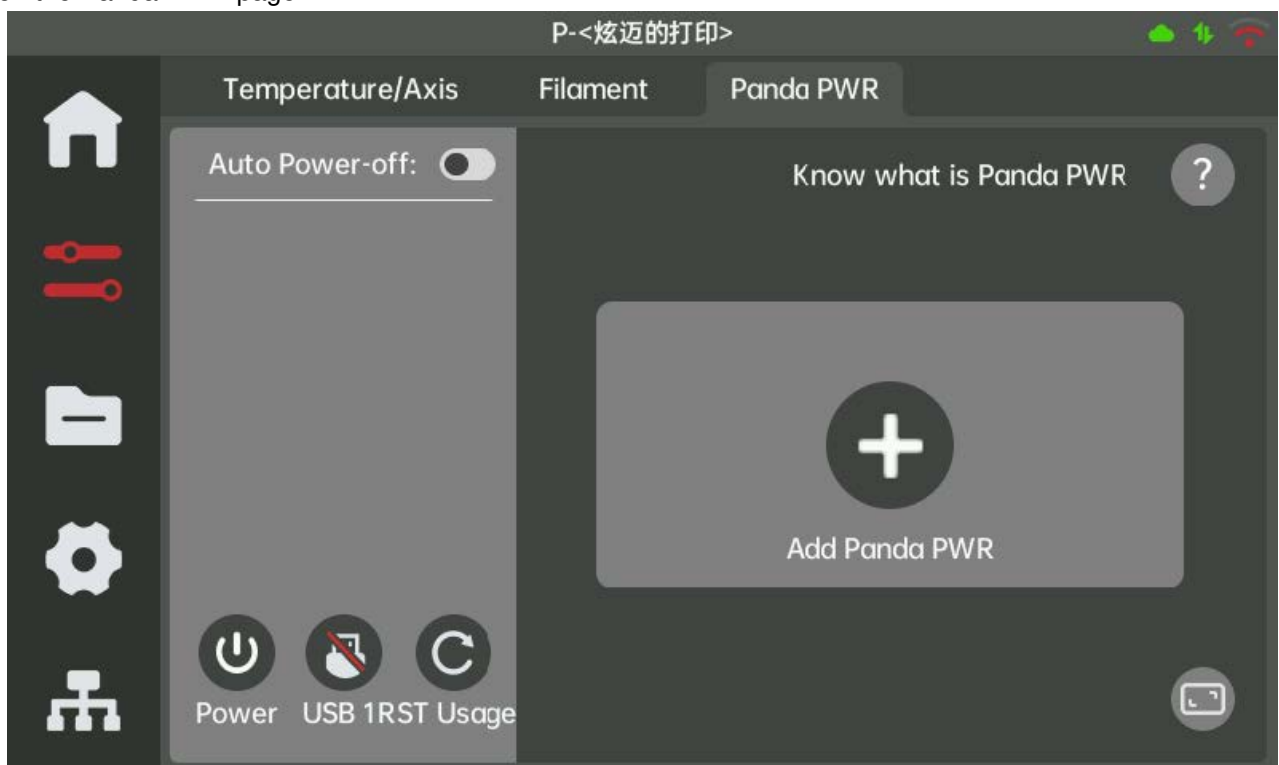 P-<炫迈的打印>
Temperature/Axis Filament Panda PWR
Auto Power-off:
Know what is Panda PWR ?
Add Panda PWR
Power USB 1 RST Usage